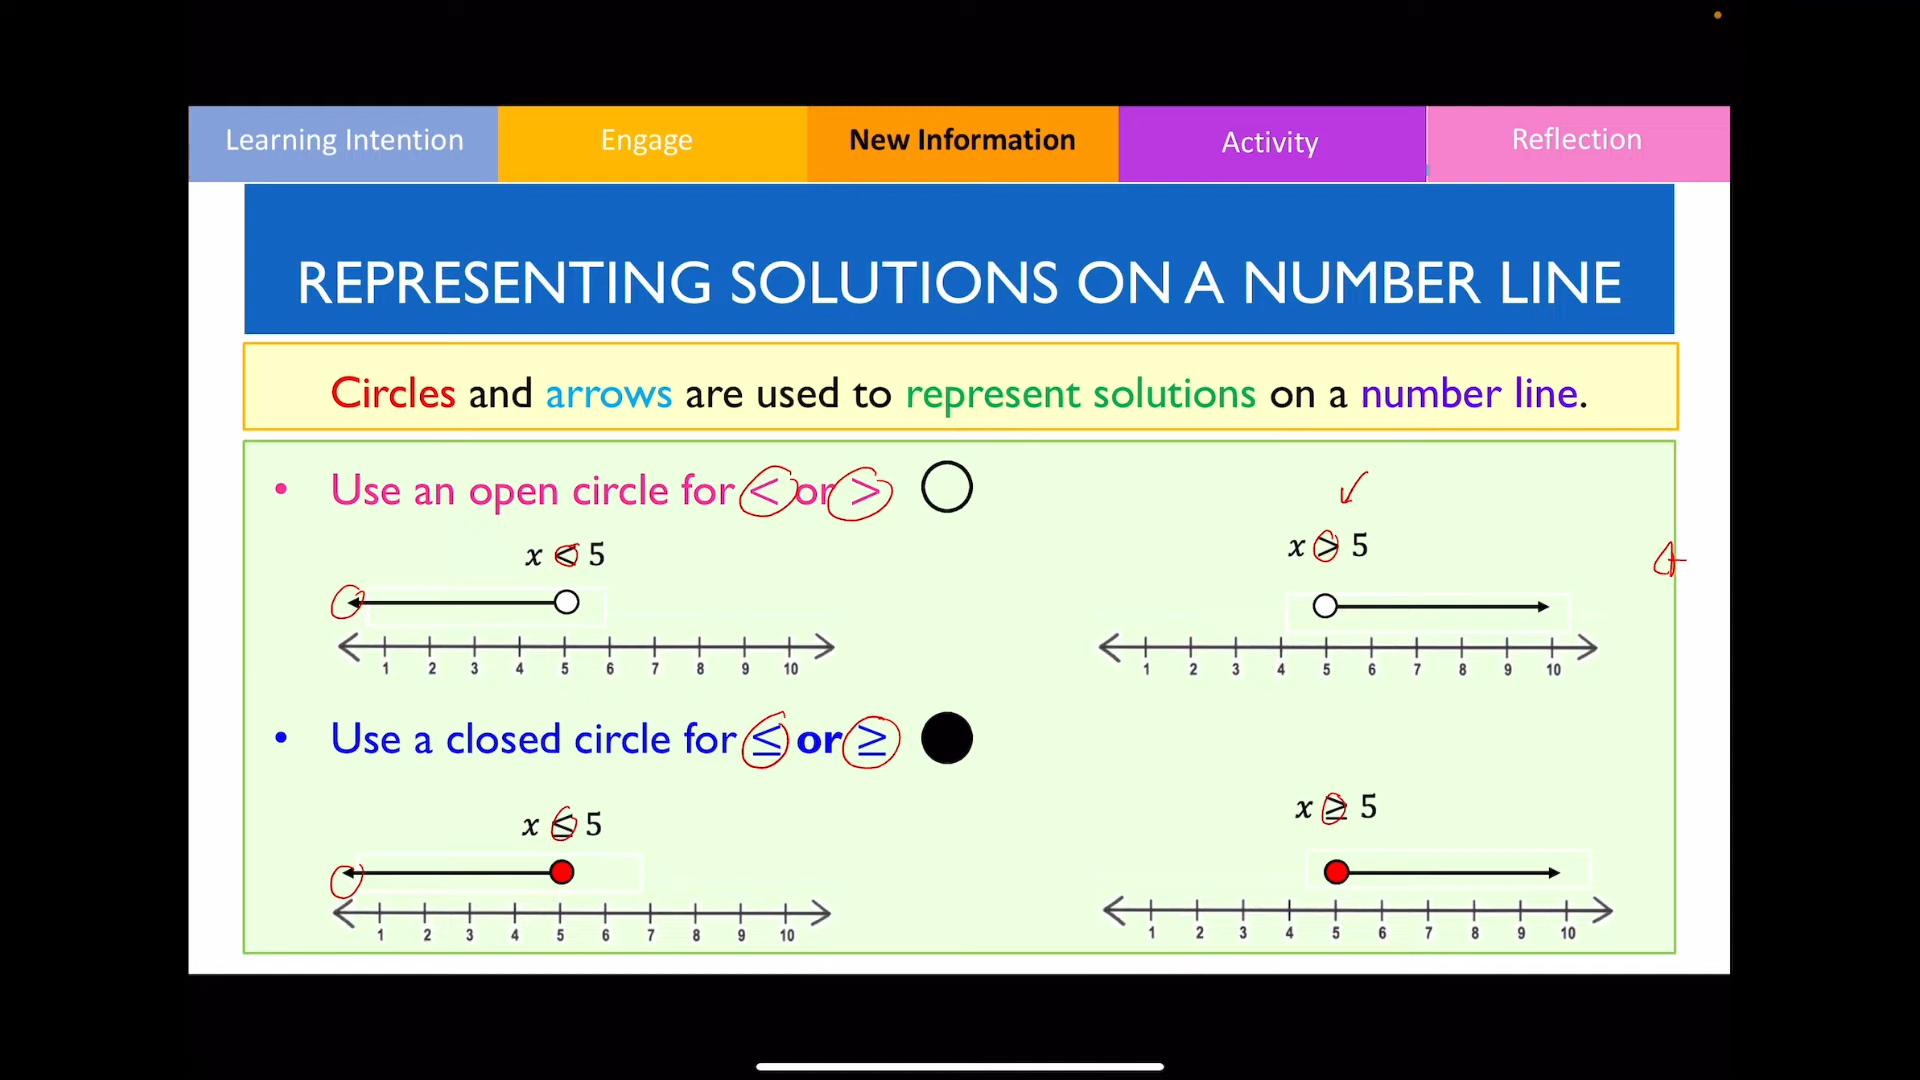 Learning Intention Engage New Information Activity Reflection
REPRESENTING SOLUTIONS ON A NUMBER LINE
Circles and arrows are used to represent solutions on a number line.
• Use an open circle for < or >
x < 5
1 2 3 4 5 6 7 8 9 10
x > 5
1 2 3 4 5 6 7 8 9 10
• Use a closed circle for ≤ or ≥
x ≤ 5
1 2 3 4 5 6 7 8 9 10
x ≥ 5
1 2 3 4 5 6 7 8 9 10